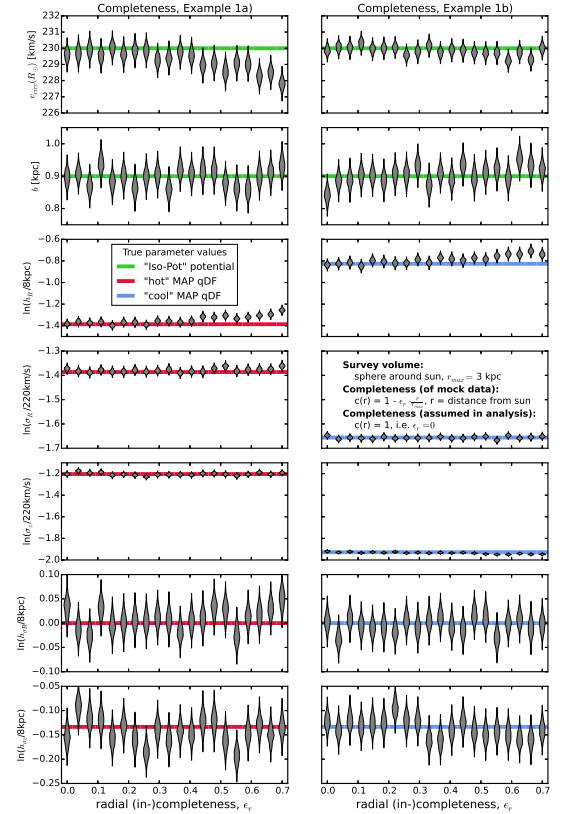 Completeness, Example 1a)
Completeness, Example 1b)
232
231
230
229
228
227
226
v_circ(R_⊙) [km/s]
1.0
0.9
0.8
b [kpc]
−0.6
−0.8
−1.0
−1.2
−1.4
ln(h_R/8kpc)
True parameter values
"Iso-Pot" potential
"hot" MAP qDF
"cool" MAP qDF
−1.3
−1.4
−1.5
−1.6
−1.7
ln(σ_R/220km/s)
Survey volume:
sphere around sun, r_max = 3 kpc
Completeness (of mock data):
c(r) = 1 - ε_r r/r_max, r = distance from sun
Completeness (assumed in analysis):
c(r) = 1, i.e. ε_r = 0
−1.2
−1.4
−1.6
−1.8
−2.0
ln(σ_z/220km/s)
0.10
0.05
0.00
−0.05
−0.10
ln(h_σR/8kpc)
−0.05
−0.10
−0.15
−0.20
−0.25
ln(h_σz/8kpc)
0.0 0.1 0.2 0.3 0.4 0.5 0.6 0.7
0.0 0.1 0.2 0.3 0.4 0.5 0.6 0.7
radial (in-)completeness, ε_r
radial (in-)completeness, ε_r